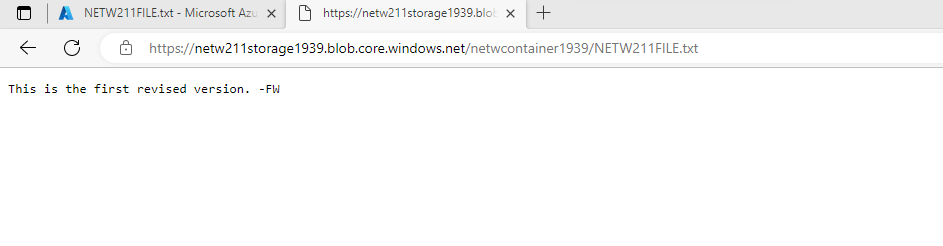 NETW211FILE.txt - Microsoft Azu
https://netw211storage1939.blob
https://netw211storage1939.blob.core.windows.net/netwcontainer1939/NETW211FILE.txt
This is the first revised version. -FW